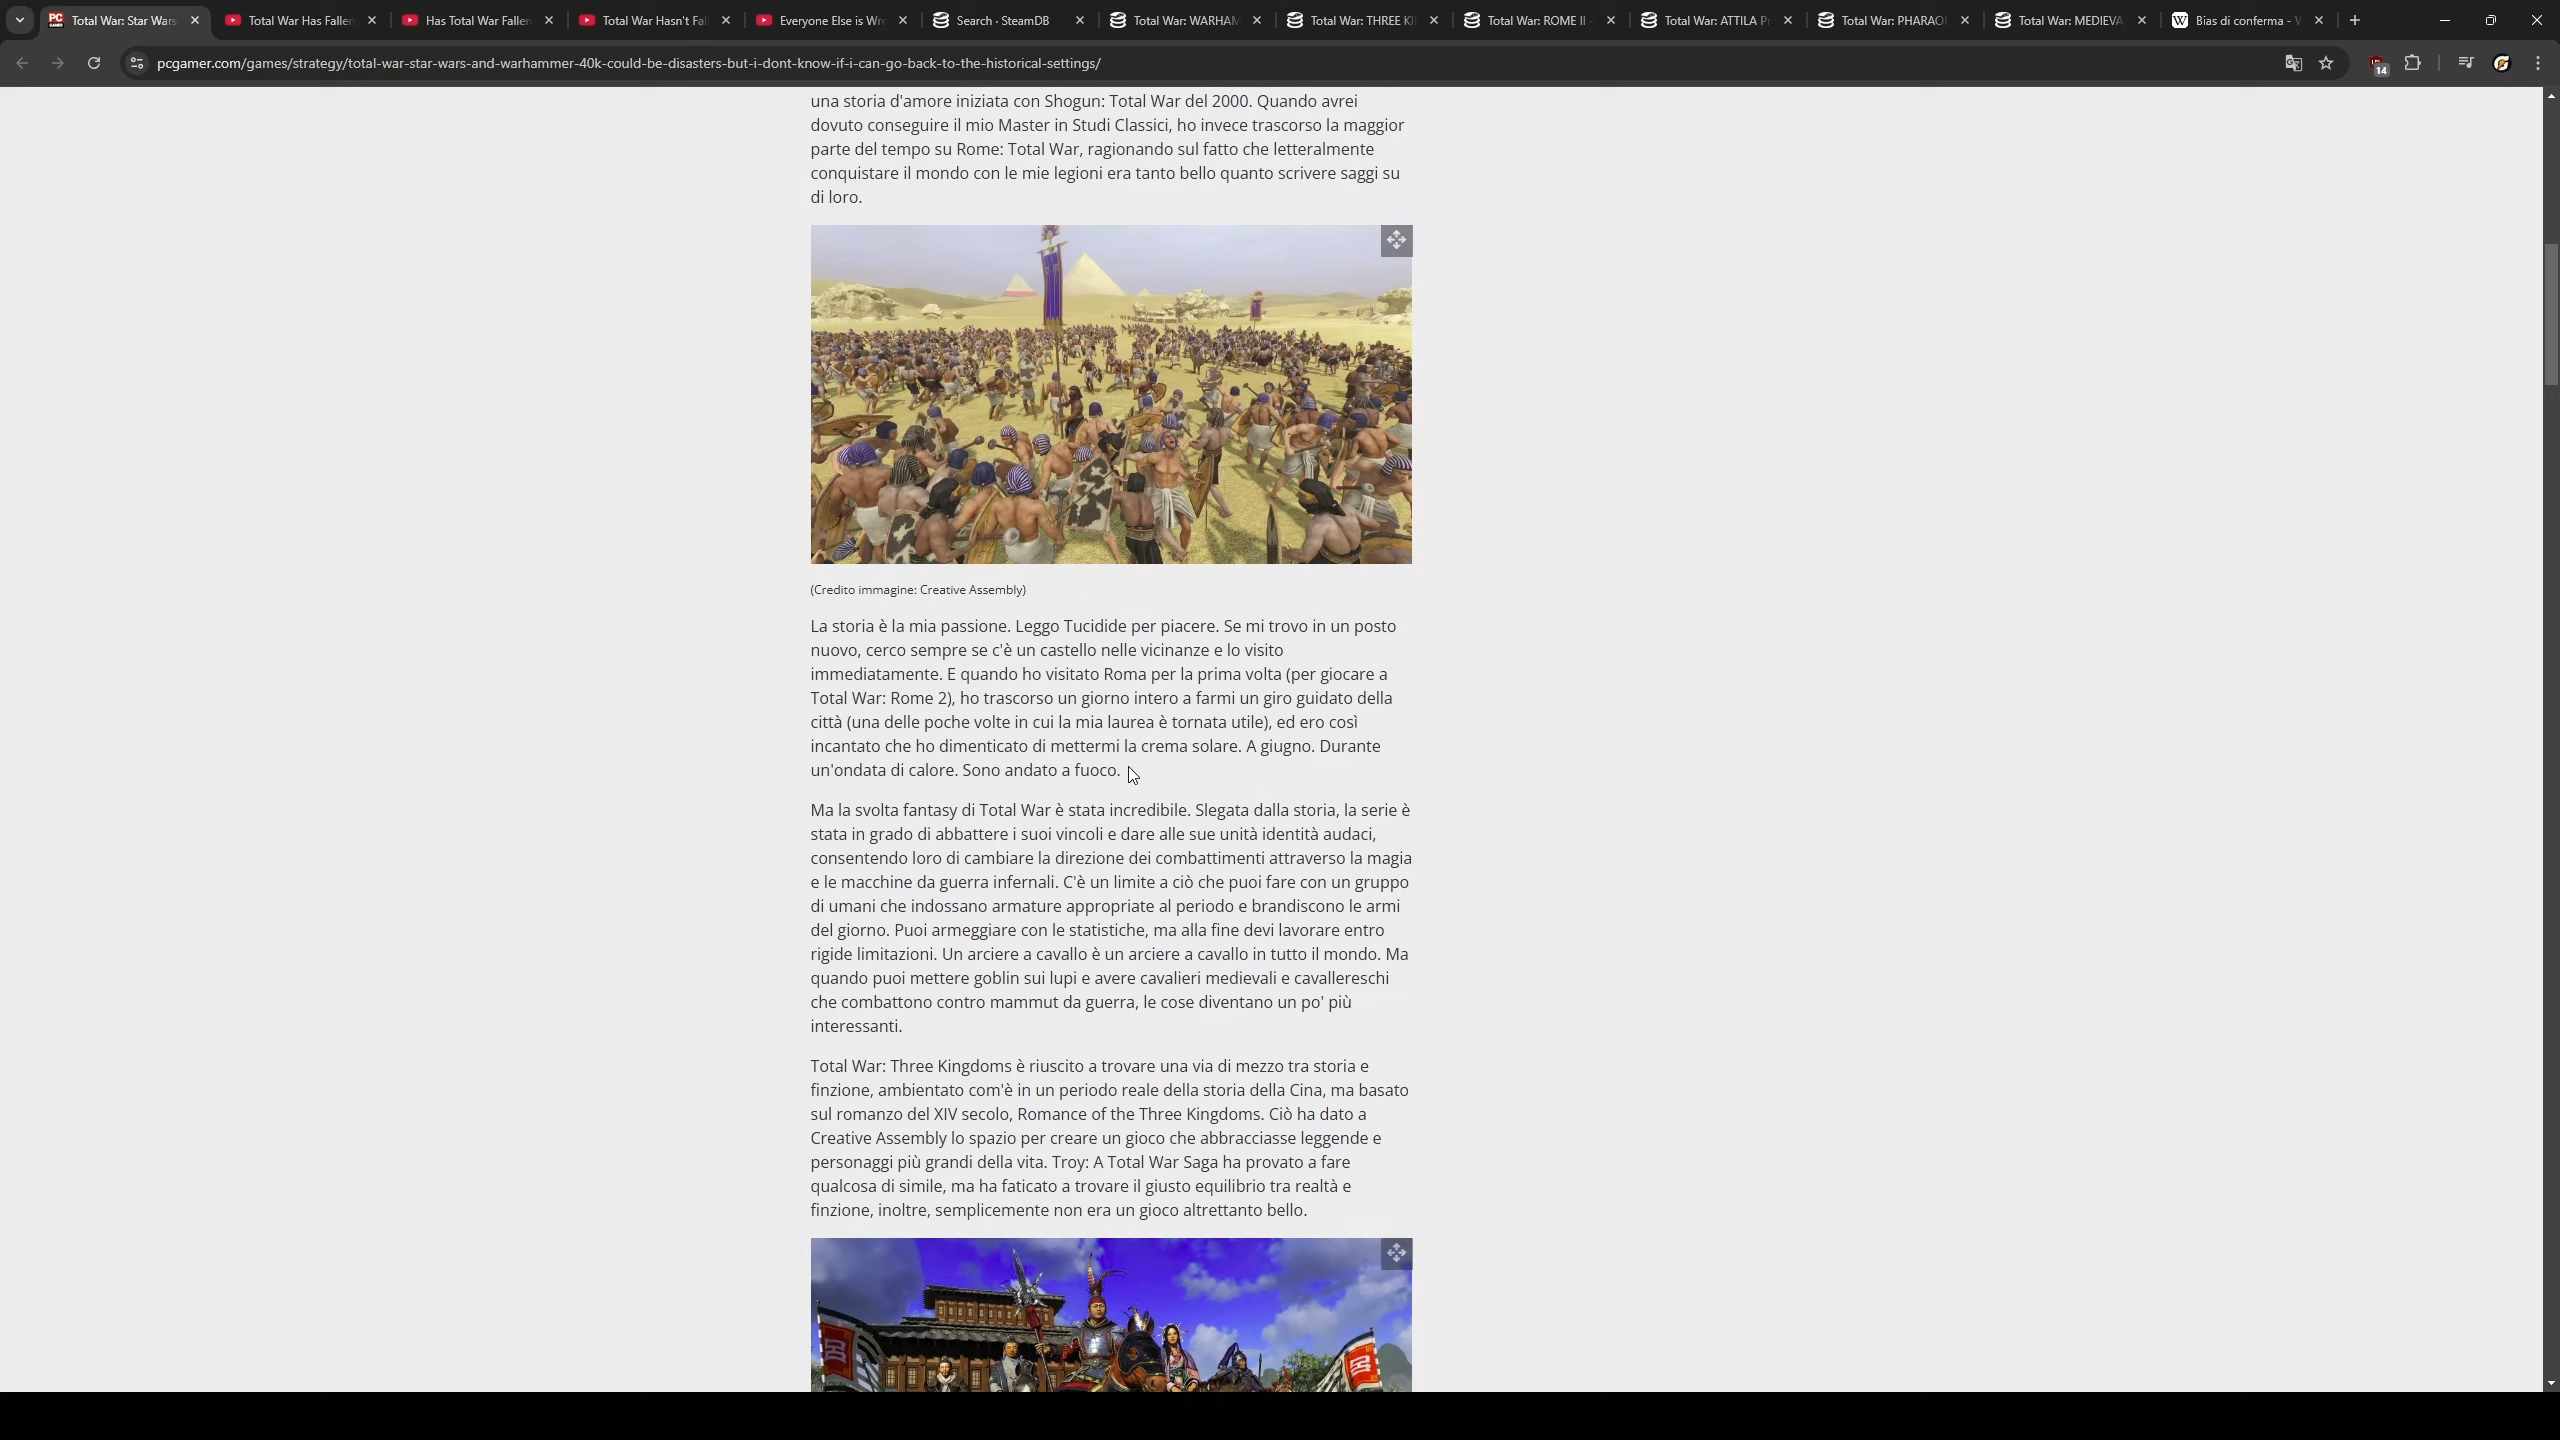 Total War: Star Wars
Total War Has Fallen
Has Total War Fallen
Total War Hasn't Fal
Everyone Else is Wr
Search · SteamDB
Total War: WARHAM
Total War: THREE KI
Total War: ROME II -
Total War: ATTILA P
Total War: PHARAO
Total War: MEDIEVA
Bias di conferma -
pcgamer.com/games/strategy/total-war-star-wars-and-warhammer-40k-could-be-disasters-but-i-dont-know-if-i-can-go-back-to-the-historical-settings/
14
una storia d'amore iniziata con Shogun: Total War del 2000. Quando avrei
dovuto conseguire il mio Master in Studi Classici, ho invece trascorso la maggior
parte del tempo su Rome: Total War, ragionando sul fatto che letteralmente
conquistare il mondo con le mie legioni era tanto bello quanto scrivere saggi su
di loro.
(Credito immagine: Creative Assembly)
La storia è la mia passione. Leggo Tucidide per piacere. Se mi trovo in un posto
nuovo, cerco sempre se c'è un castello nelle vicinanze e lo visito
immediatamente. E quando ho visitato Roma per la prima volta (per giocare a
Total War: Rome 2), ho trascorso un giorno intero a farmi un giro guidato della
città (una delle poche volte in cui la mia laurea è tornata utile), ed ero così
incantato che ho dimenticato di mettermi la crema solare. A giugno. Durante
un'ondata di calore. Sono andato a fuoco.
Ma la svolta fantasy di Total War è stata incredibile. Slegata dalla storia, la serie è
stata in grado di abbattere i suoi vincoli e dare alle sue unità identità audaci,
consentendo loro di cambiare la direzione dei combattimenti attraverso la magia
e le macchine da guerra infernali. C'è un limite a ciò che puoi fare con un gruppo
di umani che indossano armature appropriate al periodo e brandiscono le armi
del giorno. Puoi armeggiare con le statistiche, ma alla fine devi lavorare entro
rigide limitazioni. Un arciere a cavallo è un arciere a cavallo in tutto il mondo. Ma
quando puoi mettere goblin sui lupi e avere cavalieri medievali e cavallereschi
che combattono contro mammut da guerra, le cose diventano un po' più
interessanti.
Total War: Three Kingdoms è riuscito a trovare una via di mezzo tra storia e
finzione, ambientato com'è in un periodo reale della storia della Cina, ma basato
sul romanzo del XIV secolo, Romance of the Three Kingdoms. Ciò ha dato a
Creative Assembly lo spazio per creare un gioco che abbracciasse leggende e
personaggi più grandi della vita. Troy: A Total War Saga ha provato a fare
qualcosa di simile, ma ha faticato a trovare il giusto equilibrio tra realtà e
finzione, inoltre, semplicemente non era un gioco altrettanto bello.